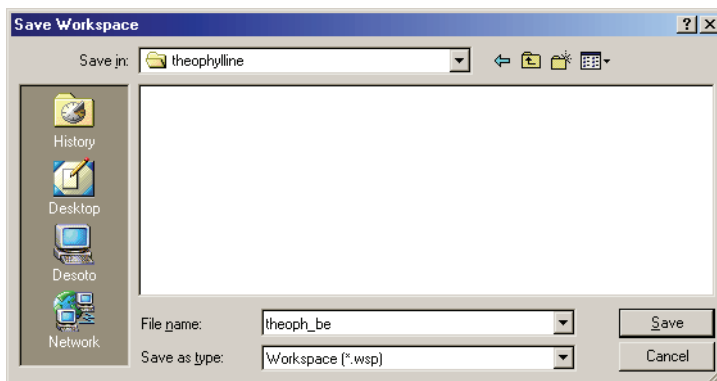 Save Workspace
Save in: theophylline
History
Desktop
Desoto
Network
File name: theoph_be Save
Save as type: Workspace (*.wsp) Cancel